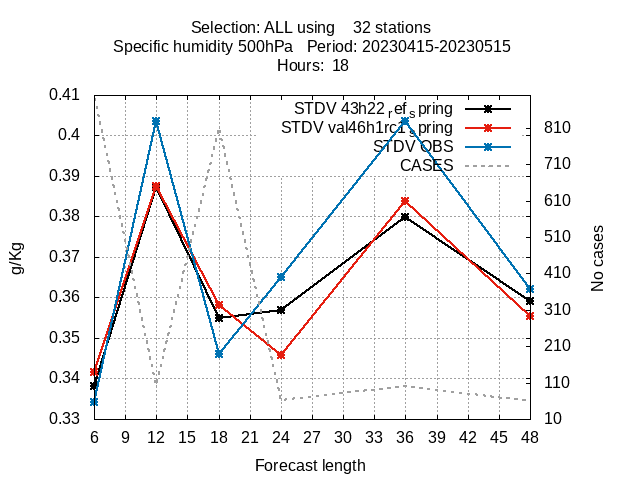 Selection: ALL using    32 stations
Specific humidity 500hPa   Period: 20230415-20230515
Hours:  18
STDV 43h22_ref_spring
STDV val46h1rc1_spring
STDV OBS
CASES
0.41
0.4
0.39
0.38
0.37
0.36
0.35
0.34
0.33
810
710
610
510
410
310
210
110
10
g/Kg
No cases
6 9 12 15 18 21 24 27 30 33 36 39 42 45 48
Forecast length